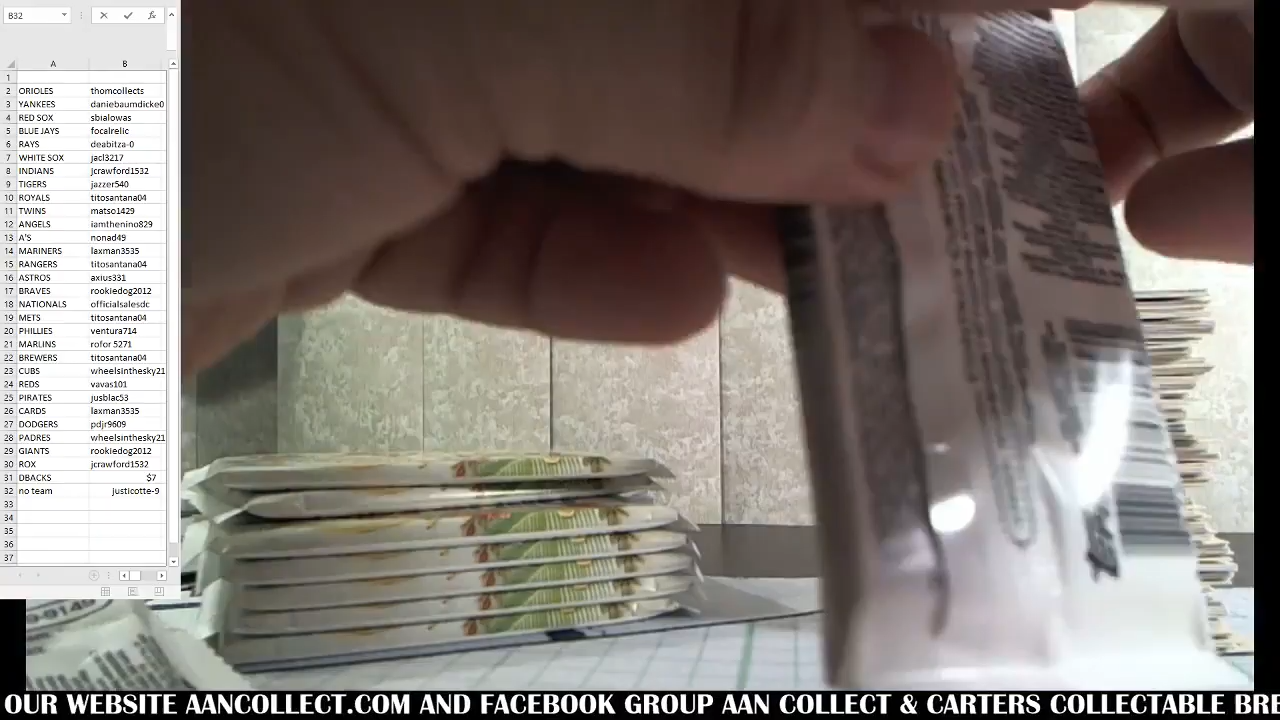 B32
A B
1
2 ORIOLES thomcollects
3 YANKEES daniebaumdicke0
4 RED SOX sbialowas
5 BLUE JAYS focalrelic
6 RAYS deabitza-0
7 WHITE SOX jacl3217
8 INDIANS Jcrawford1532
9 TIGERS jazzer540
10 ROYALS titosantana04
11 TWINS matso1429
12 ANGELS iamthenino829
13 A'S nonad49
14 MARINERS laxman3535
15 RANGERS titosantana04
16 ASTROS axius331
17 BRAVES rookiedog2012
18 NATIONALS officialsalesdc
19 METS titosantana04
20 PHILLIES ventura714
21 MARLINS rofor 5271
22 BREWERS titosantana04
23 CUBS wheelsinthesky21
24 REDS vavas101
25 PIRATES jusblac53
26 CARDS laxman3535
27 DODGERS pdjr9609
28 PADRES wheelsinthesky21
29 GIANTS rookiedog2012
30 ROX jcrawford1532
31 DBACKS $7
32 no team justicotte-9
33
34
35
36
37
OUR WEBSITE AANCOLLECT.COM AND FACEBOOK GROUP AAN COLLECT & CARTERS COLLECTABLE BRE